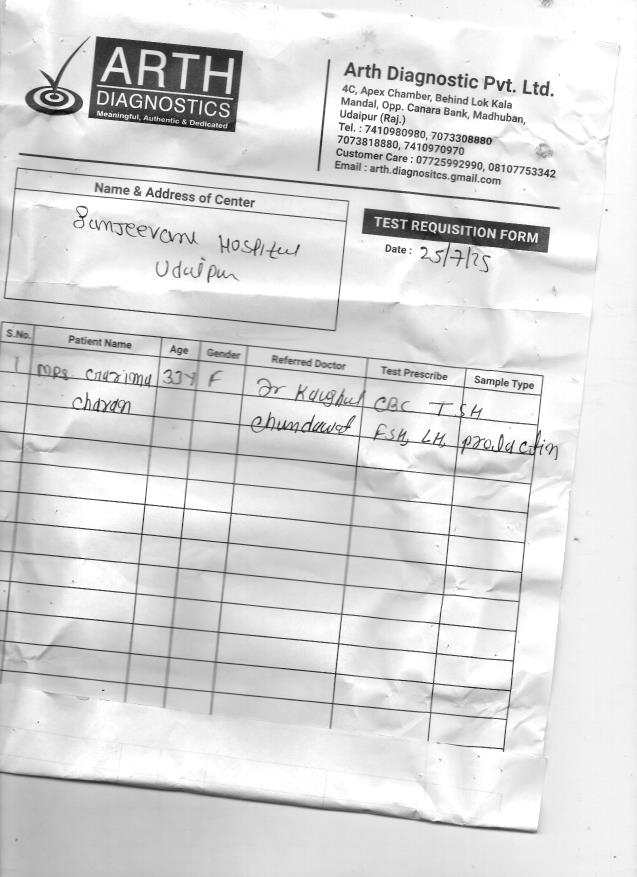 ARTH
DIAGNOSTICS
Meaningful, Authentic & Dedicated
Arth Diagnostic Pvt. Ltd.
4C, Apex Chamber, Behind Lok Kala
Mandal, Opp. Canara Bank, Madhuban,
Udaipur (Raj.)
Tel. : 7410980980, 7073308880
7073818880, 7410970970
Customer Care : 07725992990, 08107753342
Email : arth.diagnositcs.gmail.com
Name & Address of Center
Sanjeevani Hospital
Udaipur
TEST REQUISITION FORM
Date : 25/7/25
S.No. Patient Name Age Gender Referred Doctor Test Prescribe Sample Type
1 Mrs. 33Y F Dr Kaushal CBC TSH
charan chundawat FSH, LH, prolactin